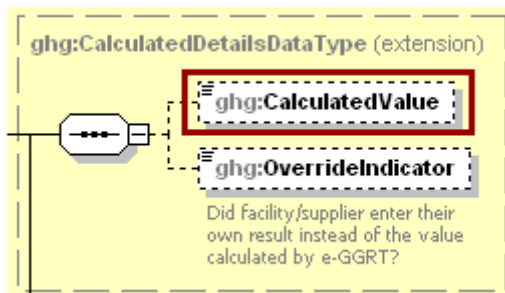 ghg:CalculatedDetailsDataType (extension)
ghg:CalculatedValue
ghg:OverrideIndicator
Did facility/supplier enter their
own result instead of the value
calculated by e-GGRT?